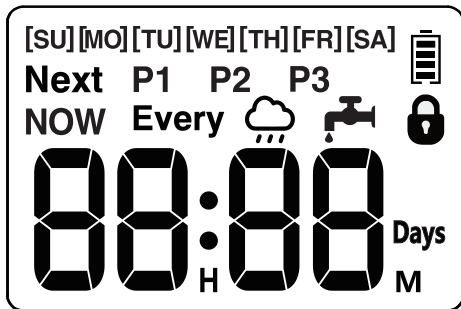 [SU][MO][TU][WE][TH][FR][SA]
Next P1 P2 P3
NOW Every
88:88 Days
H M